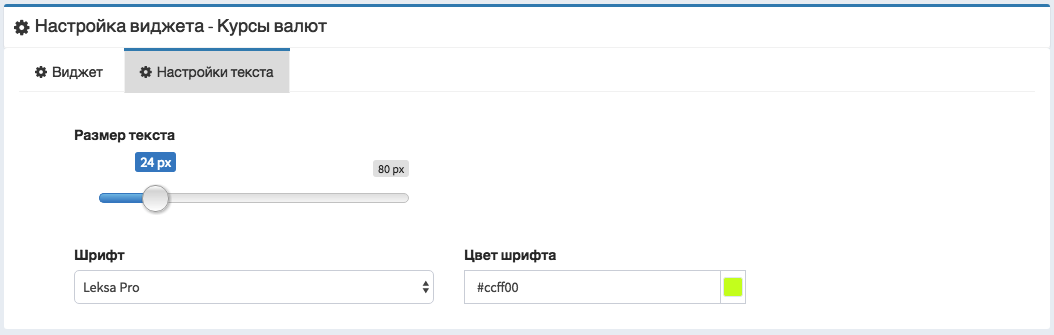 Настройка виджета - Курсы валют
Виджет
Настройки текста
Размер текста
24 px
80 px
Шрифт
Цвет шрифта
Leksa Pro
#ccff00